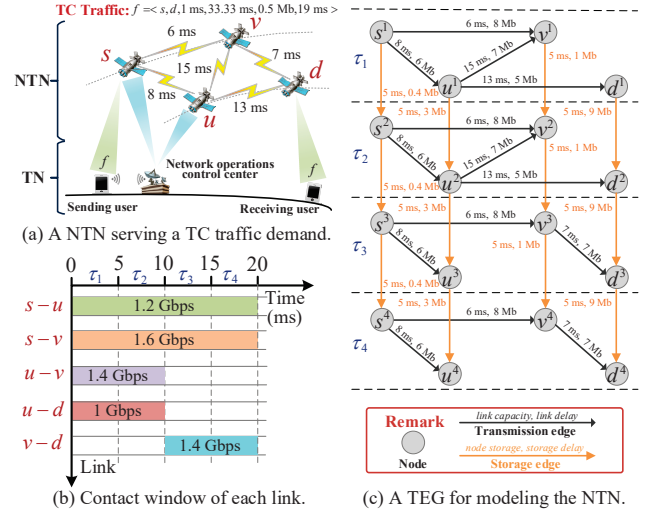 TC Traffic: f =< s, d, 1 ms, 33.33 ms, 0.5 Mb, 19 ms >
NTN
TN
6 ms
v
s
15 ms
7 ms
d
8 ms
13 ms
u
f
f
Network operations
control center
Sending user
Receiving user
(a) A NTN serving a TC traffic demand.
0 τ1 5 τ2 10 τ3 15 τ4 20 Time
(ms)
s – u 1.2 Gbps
s – v 1.6 Gbps
u – v 1.4 Gbps
u – d 1 Gbps
v – d 1.4 Gbps
Link
(b) Contact window of each link.
τ1
s1 6 ms, 8 Mb v1
8 ms, 6 Mb
15 ms, 7 Mb
5 ms, 1 Mb
u1 13 ms, 5 Mb d1
5 ms, 0.4 Mb 5 ms, 3 Mb 5 ms, 9 Mb
τ2
s2 6 ms, 8 Mb v2
8 ms, 6 Mb
15 ms, 7 Mb
5 ms, 1 Mb
u2 13 ms, 5 Mb d2
5 ms, 0.4 Mb 5 ms, 3 Mb 5 ms, 9 Mb
τ3
s3 6 ms, 8 Mb v3
8 ms, 6 Mb
5 ms, 1 Mb
7 ms, 7 Mb
u3 d3
5 ms, 0.4 Mb 5 ms, 3 Mb 5 ms, 9 Mb
τ4
s4 6 ms, 8 Mb v4
8 ms, 6 Mb
7 ms, 7 Mb
u4 d4
Remark
Node
link capacity, link delay
Transmission edge
node storage, storage delay
Storage edge
(c) A TEG for modeling the NTN.